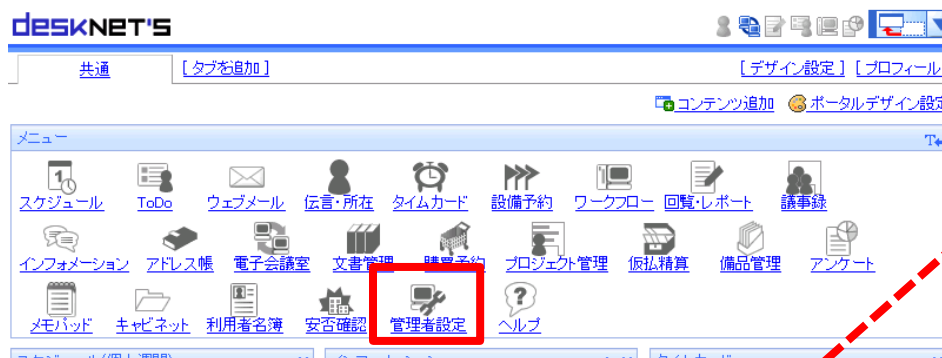 desknet's
共通 [タブを追加] [デザイン設定] [プロフィール
コンテンツ追加 ポータルデザイン設定
メニュー
スケジュール ToDo ウェブメール 伝言・所在 タイムカード 設備予約 ワークフロー 回覧・レポート 議事録
インフォメーション アドレス帳 電子会議室 文書管理 購買予約 プロジェクト管理 仮払精算 備品管理 アンケート
メモパッド キャビネット 利用者名簿 安否確認 管理者設定 ヘルプ